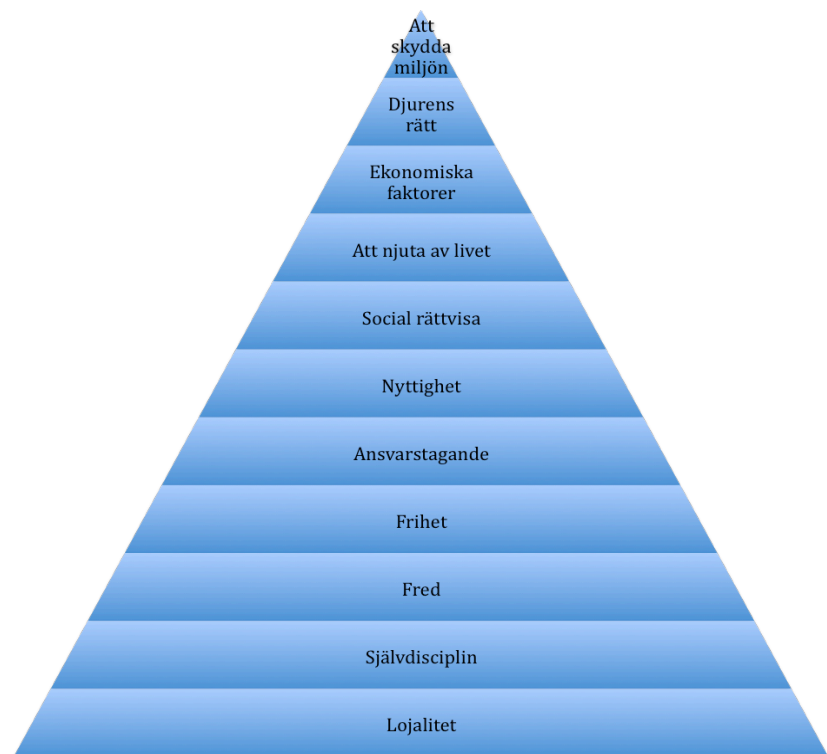 Att
skydda
miljön
Djurens
rätt
Ekonomiska
faktorer
Att njuta av livet
Social rättvisa
Nyttighet
Ansvarstagande
Frihet
Fred
Självdisciplin
Lojalitet